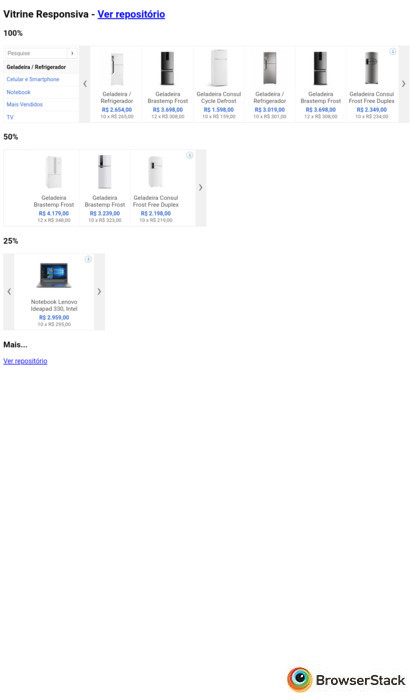 Vitrine Responsiva - Ver repositório
100%
Pesquise
Geladeira / Refrigerador
Celular e Smartphone
Notebook
Mais Vendidos
TV
Geladeira /
Refrigerador
R$ 2.654,00
10 x R$ 265,00
Geladeira
Brastemp Frost
R$ 3.698,00
12 x R$ 308,00
Geladeira Consul
Cycle Defrost
R$ 1.598,00
10 x R$ 159,00
Geladeira /
Refrigerador
R$ 3.019,00
10 x R$ 301,00
Geladeira
Brastemp Frost
R$ 3.698,00
12 x R$ 308,00
Geladeira Consul
Frost Free Duplex
R$ 2.349,00
10 x R$ 234,00
50%
Geladeira
Brastemp Frost
R$ 4.179,00
12 x R$ 348,00
Geladeira
Brastemp Frost
R$ 3.239,00
10 x R$ 323,00
Geladeira Consul
Frost Free Duplex
R$ 2.198,00
10 x R$ 219,00
25%
Notebook Lenovo
Ideapad 330, Intel
R$ 2.959,00
10 x R$ 295,00
Mais...
Ver repositório
BrowserStack